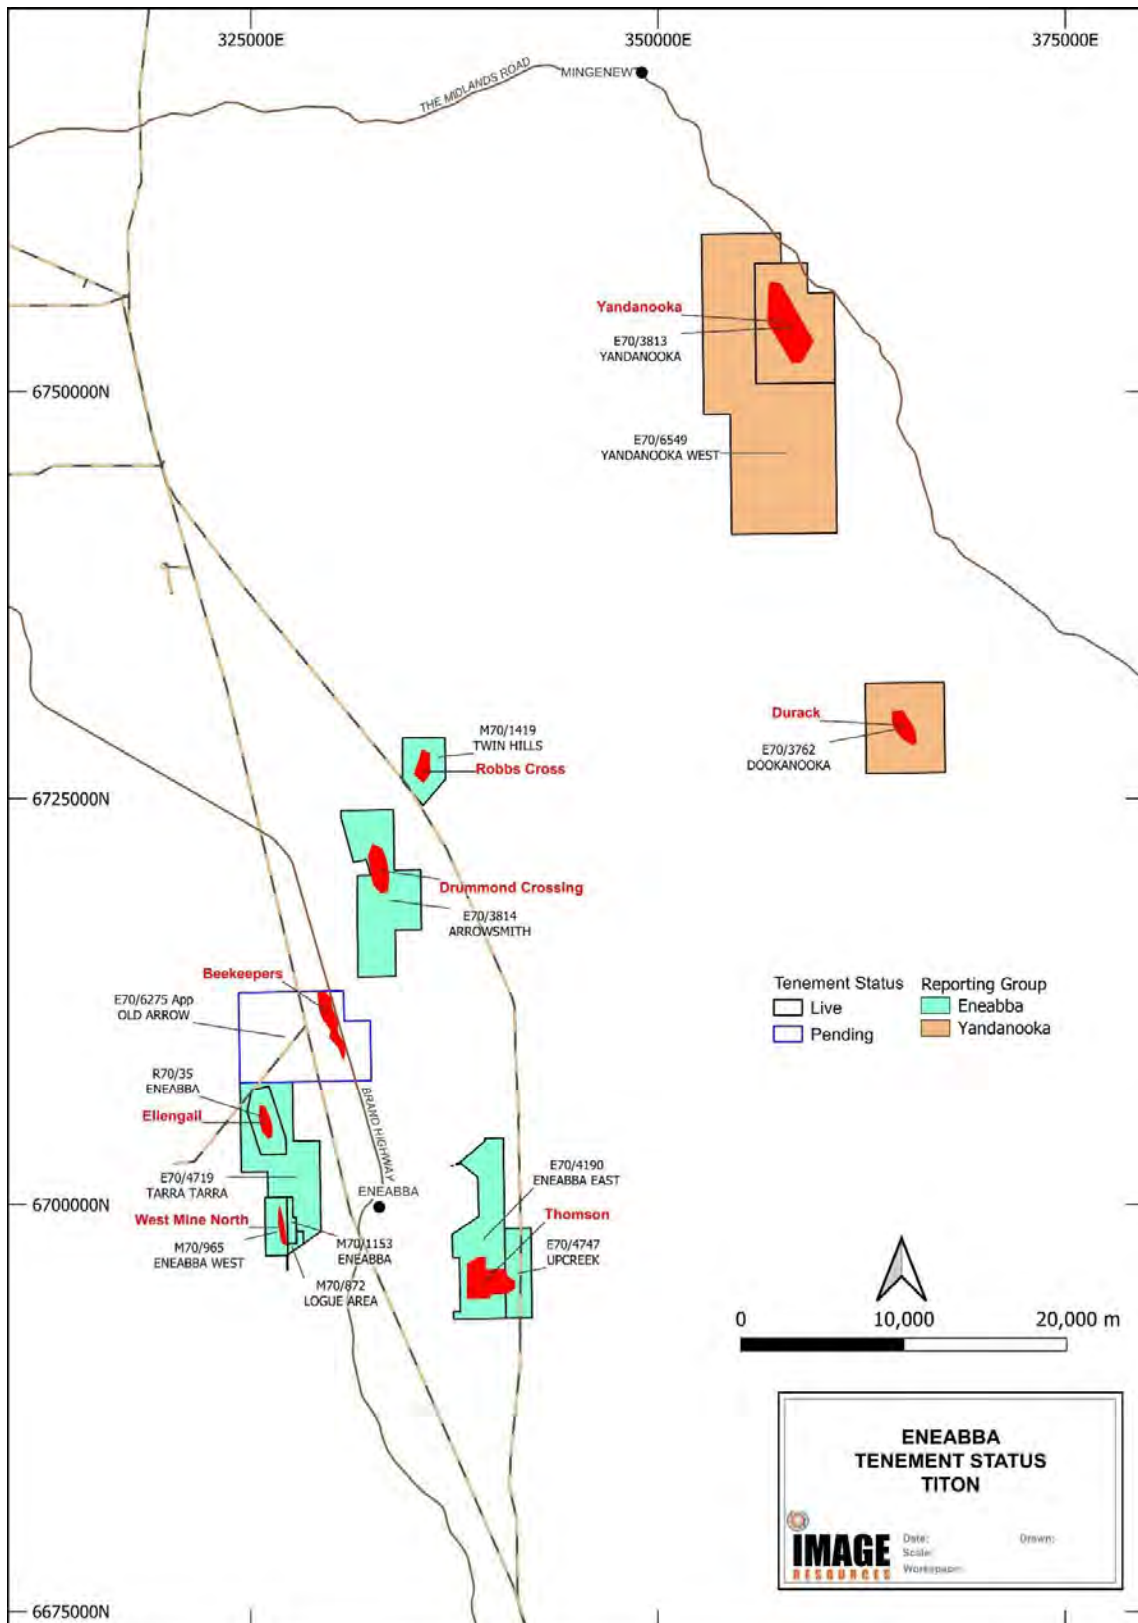 325000E
350000E
375000E
THE MIDLANDS ROAD
MINGENEW
Yandanooka
E70/3813
YANDANOOKA
6750000N
E70/6549
YANDANOOKA WEST
Durack
E70/3762
DOOKANOOKA
M70/1419
TWIN HILLS
Robbs Cross
6725000N
Drummond Crossing
E70/3814
ARROWSMITH
Beekeepers
E70/6275 App
OLD ARROW
R70/35
ENEABBA
Ellengail
BRAND HIGHWAY
E70/4719
TARRA TARRA
ENEABBA
E70/4190
ENEABBA EAST
6700000N
West Mine North
M70/965
ENEABBA WEST
M70/1153
ENEABBA
M70/872
LOGUE AREA
Thomson
E70/4747
UPCREEK
Tenement Status
Live
Pending
Reporting Group
Eneabba
Yandanooka
0
10,000
20,000 m
ENEABBA
TENEMENT STATUS
TITON
IMAGE
RESOURCES
Date:
Drawn:
Scale:
Workspace:
6675000N